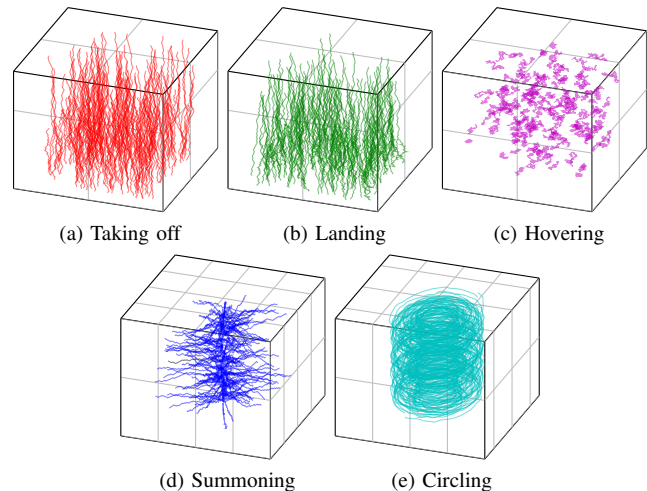 (a) Taking off
(b) Landing
(c) Hovering
(d) Summoning
(e) Circling